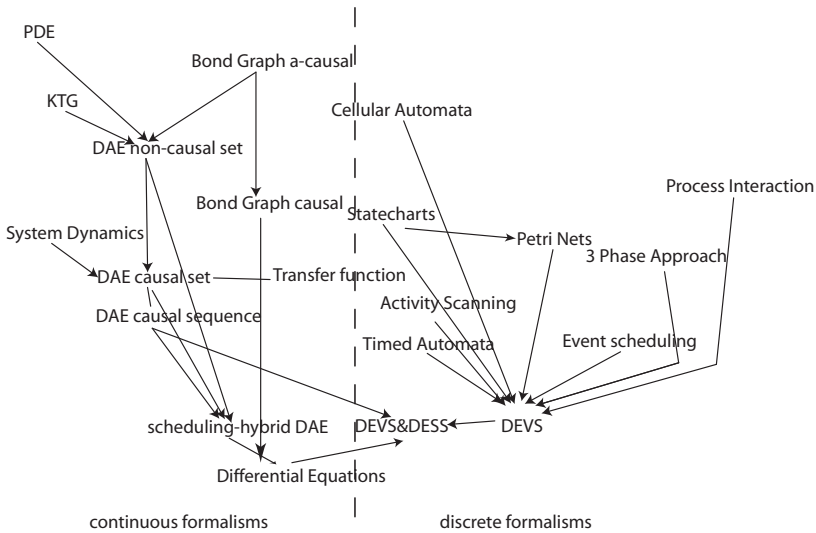 PDE
Bond Graph a-causal
KTG
Cellular Automata
DAE non-causal set
Process Interaction
Bond Graph causal
Statecharts
System Dynamics
Petri Nets
3 Phase Approach
DAE causal set
Transfer function
Activity Scanning
DAE causal sequence
Timed Automata
Event scheduling
scheduling-hybrid DAE
DEVS&DESS
DEVS
Differential Equations
continuous formalisms
discrete formalisms